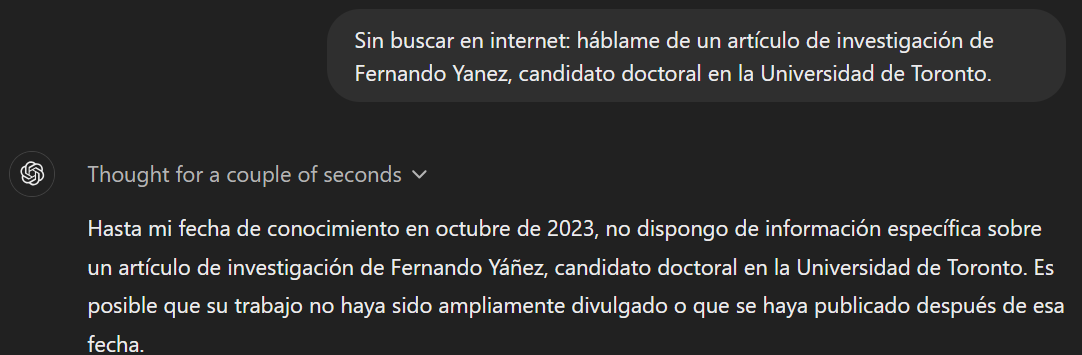 Sin buscar en internet: háblame de un artículo de investigación de
Fernando Yanez, candidato doctoral en la Universidad de Toronto.
Thought for a couple of seconds
Hasta mi fecha de conocimiento en octubre de 2023, no dispongo de información específica sobre
un artículo de investigación de Fernando Yáñez, candidato doctoral en la Universidad de Toronto. Es
posible que su trabajo no haya sido ampliamente divulgado o que se haya publicado después de esa
fecha.